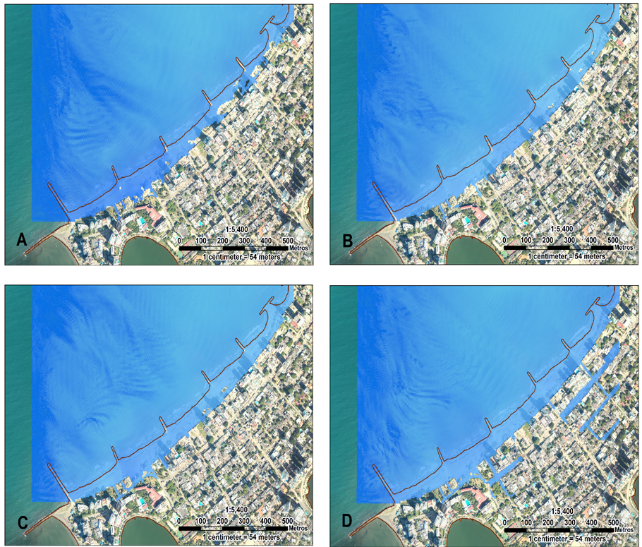 A
1:5,400
0 100 200 300 400 500
Metros
1 centimeter = 54 meters
B
1:5,400
0 100 200 300 400 500
Metros
1 centimeter = 54 meters
C
1:5,400
0 100 200 300 400 500
Metros
1 centimeter = 54 meters
D
1:5,400
0 100 200 300 400 500
Metros
1 centimeter = 54 meters